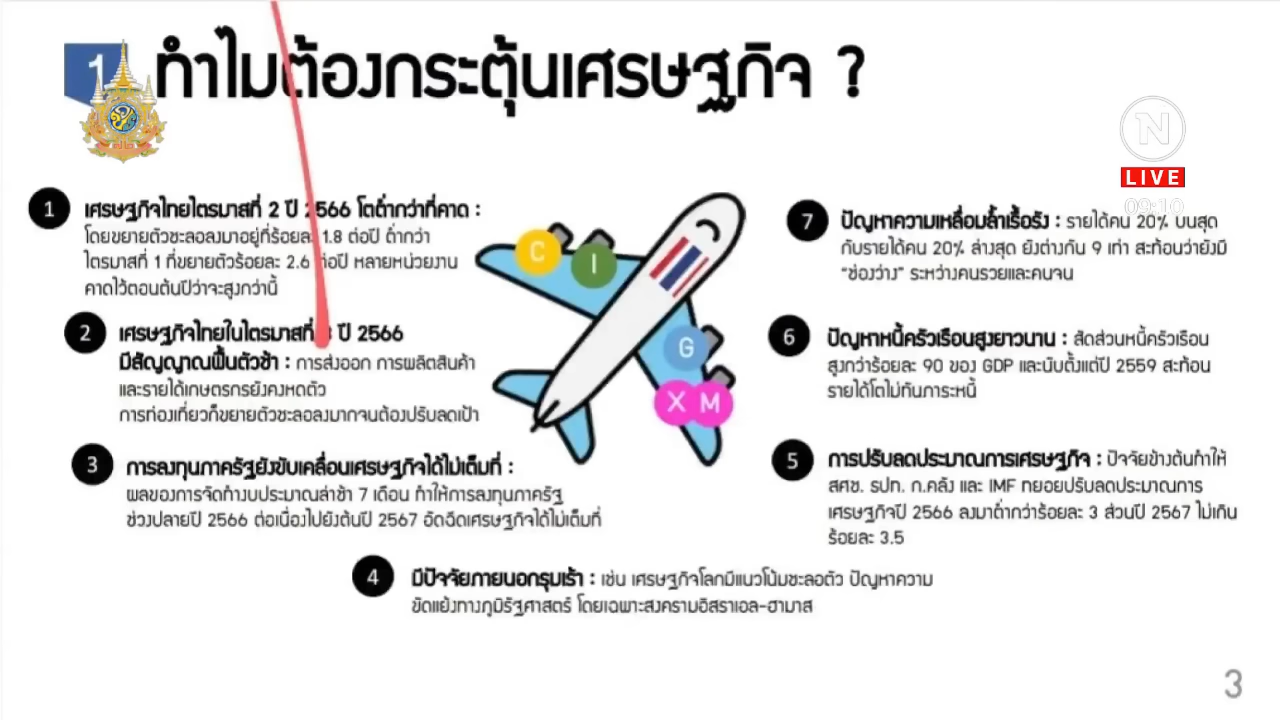 1 ทำไมต้องกระตุ้นเศรษฐกิจ ?
N
LIVE
09:10
1 เศรษฐกิจไทยไตรมาสที่ 2 ปี 2566 โตต่ำกว่าที่คาด :
โดยขยายตัวชะลอลงมาอยู่ที่ร้อยละ 1.8 ต่อปี ต่ำกว่า
ไตรมาสที่ 1 ที่ขยายตัวร้อยละ 2.6 ต่อปี หลายหน่วยงาน
คาดไว้ตอนต้นปีว่าจะสูงกว่านี้
2 เศรษฐกิจไทยในไตรมาสที่ 3 ปี 2566
มีสัญญาณฟื้นตัวช้า : การส่งออก การผลิตสินค้า
และรายได้เกษตรกรยังคงหดตัว
การท่องเที่ยวก็ขยายตัวชะลอลงมากจนต้องปรับลดเป้า
3 การลงทุนภาครัฐยังขับเคลื่อนเศรษฐกิจได้ไม่เต็มที่ :
ผลของการจัดทำงบประมาณล่าช้า 7 เดือน ทำให้การลงทุนภาครัฐ
ช่วงปลายปี 2566 ต่อเนื่องไปยังต้นปี 2567 อัดฉีดเศรษฐกิจได้ไม่เต็มที่
4 มีปัจจัยภายนอกรุมเร้า : เช่น เศรษฐกิจโลกมีแนวโน้มชะลอตัว ปัญหาความ
ขัดแย้งทางภูมิรัฐศาสตร์ โดยเฉพาะสงครามอิสราเอล-ฮามาส
C
I
G
X M
7 ปัญหาความเหลื่อมล้ำเรื้อรัง : รายได้คน 20% บนสุด
กับรายได้คน 20% ล่างสุด ยังต่างกัน 9 เท่า สะท้อนว่ายังมี
“ช่องว่าง” ระหว่างคนรวยและคนจน
6 ปัญหาหนี้ครัวเรือนสูงยาวนาน : สัดส่วนหนี้ครัวเรือน
สูงกว่าร้อยละ 90 ของ GDP และนับตั้งแต่ปี 2559 สะท้อน
รายได้โตไม่ทันภาระหนี้
5 การปรับลดประมาณการเศรษฐกิจ : ปัจจัยข้างต้นทำให้
สศช. ธปท. ก.คลัง และ IMF ทยอยปรับลดประมาณการ
เศรษฐกิจปี 2566 ลงมาต่ำกว่าร้อยละ 3 ส่วนปี 2567 ไม่เกิน
ร้อยละ 3.5
3